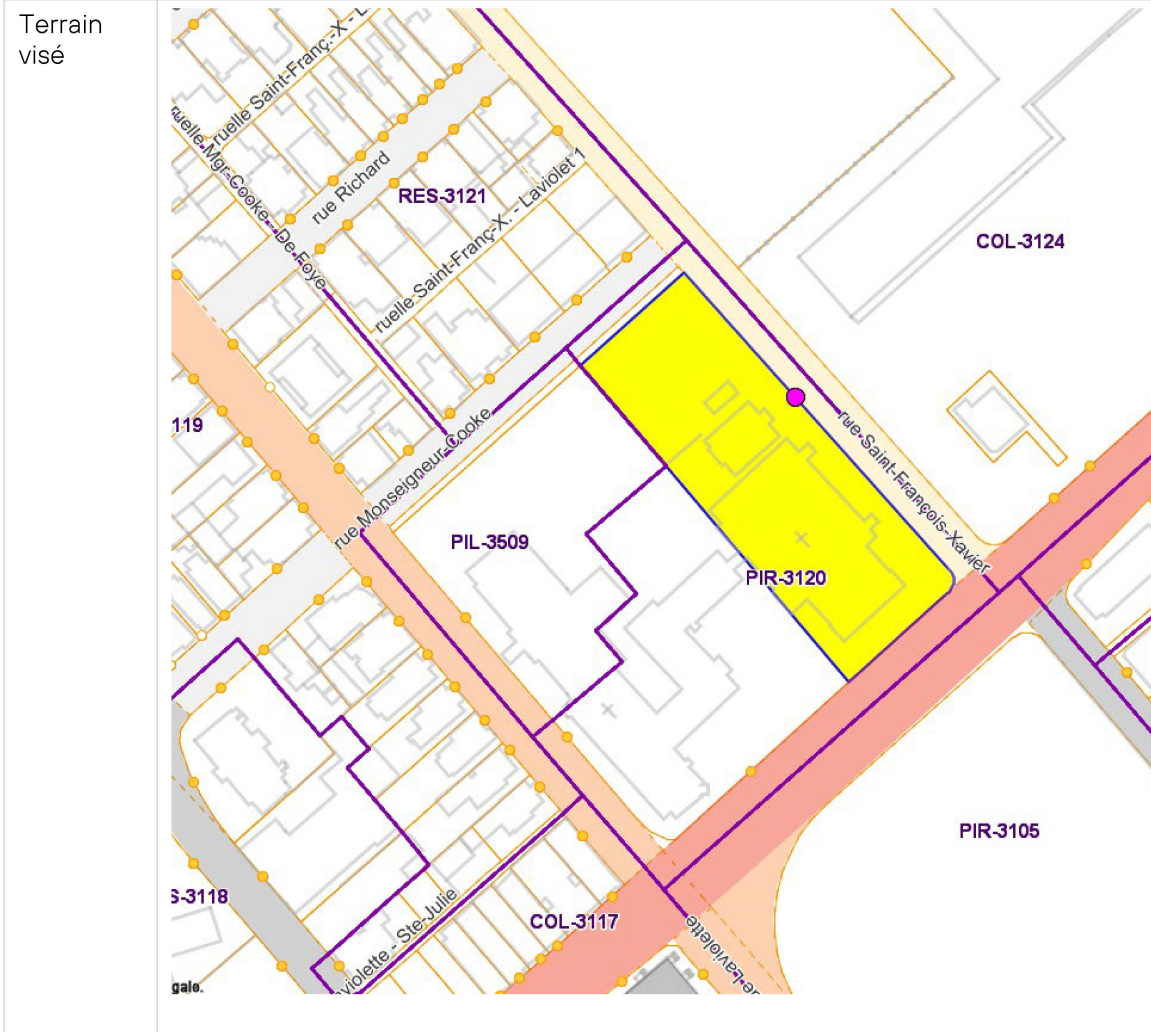 Terrain
visé
ruelle Saint-Franç.-X - L
ruelle Mgr-Cooke - De Foye
rue Richard
RES-3121
ruelle Saint-Franç-X. - Laviolet 1
COL-3124
119
rue Monseigneur-Cooke
rue Saint-François-Xavier
PIL-3509
PIR-3120
PIR-3105
S-3118
COL-3117
aviolette - Ste-Julie
e Laviolette
gale.